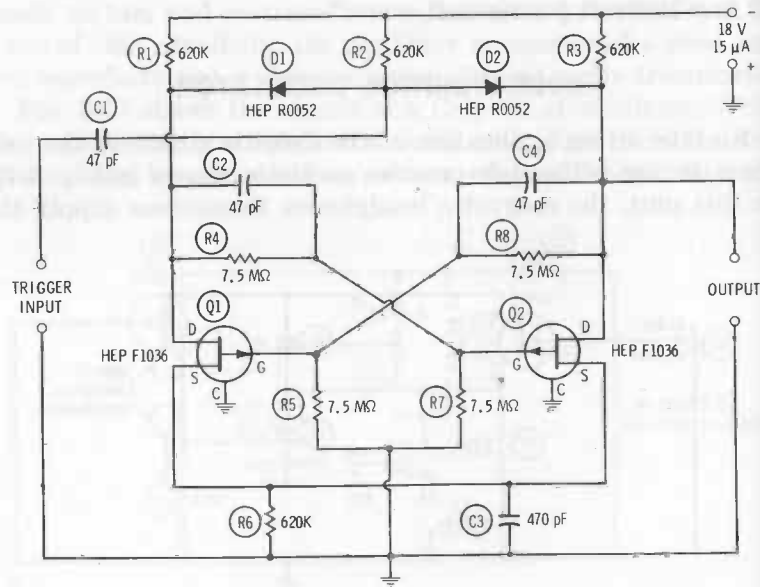 R1
620K
D1
HEP R0052
R2
620K
D2
HEP R0052
R3
620K
18 V
15 μA
+
C1
47 pF
C2
47 pF
C4
47 pF
R4
7.5 MΩ
R8
7.5 MΩ
TRIGGER
INPUT
OUTPUT
Q1
HEP F1036
D
S
G
C
Q2
HEP F1036
D
S
G
C
R5
7.5 MΩ
R7
7.5 MΩ
R6
620K
C3
470 pF